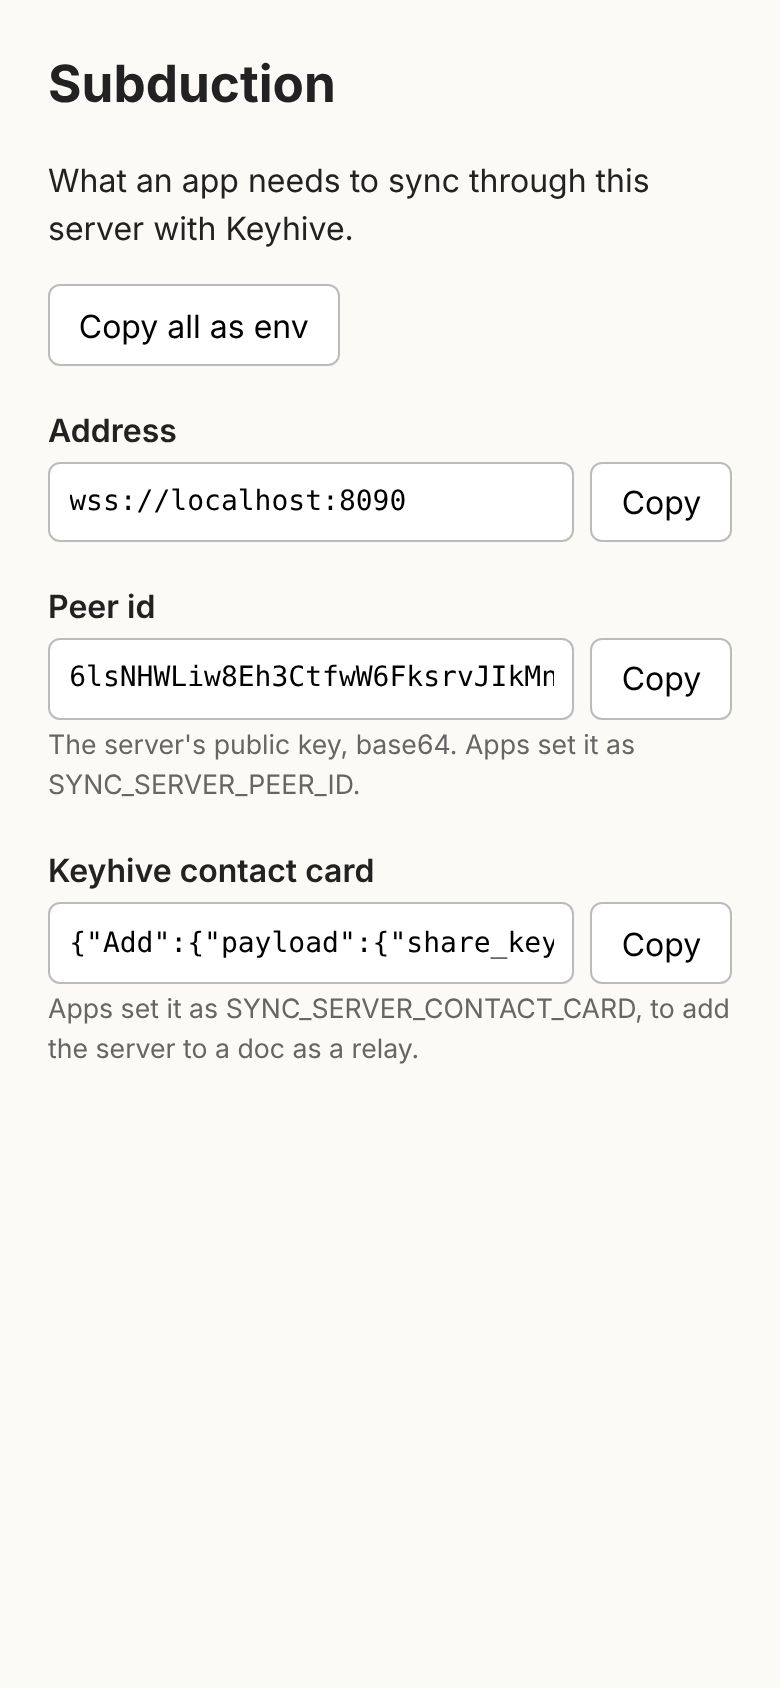 Subduction
What an app needs to sync through this
server with Keyhive.
Copy all as env
Address
wss://localhost:8090
Copy
Peer id
6lsNHWLiw8Eh3CtfwW6FksrvJIkMn
Copy
The server's public key, base64. Apps set it as
SYNC_SERVER_PEER_ID.
Keyhive contact card
{"Add":{"payload":{"share_key
Copy
Apps set it as SYNC_SERVER_CONTACT_CARD, to add
the server to a doc as a relay.